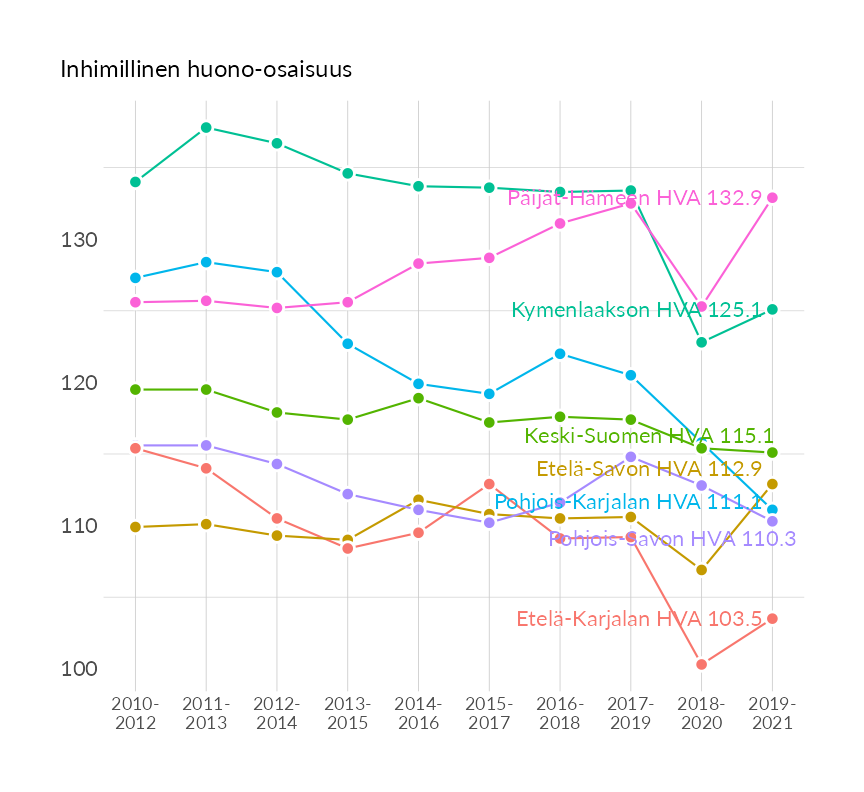 Inhimillinen huono-osaisuus
130
120
110
100
Päijät-Hämeen HVA 132.9
Kymenlaakson HVA 125.1
Keski-Suomen HVA 115.1
Etelä-Savon HVA 112.9
Pohjois-Karjalan HVA 111.1
Pohjois-Savon HVA 110.3
Etelä-Karjalan HVA 103.5
2010- 2011- 2012- 2013- 2014- 2015- 2016- 2017- 2018- 2019-
2012 2013 2014 2015 2016 2017 2018 2019 2020 2021